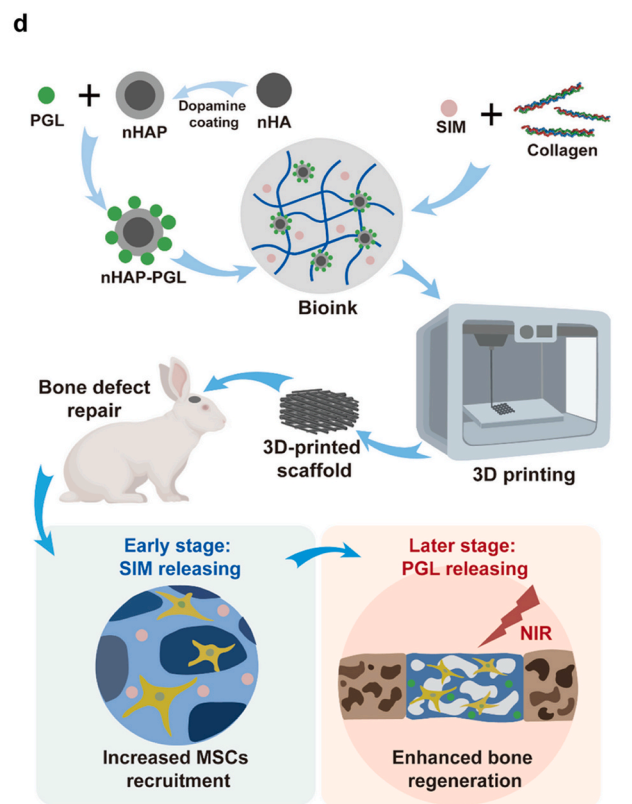 d
PGL
nHAP
Dopamine
coating
nHA
SIM
Collagen
nHAP-PGL
Bioink
3D printing
3D-printed
scaffold
Bone defect
repair
Early stage:
SIM releasing
Increased MSCs
recruitment
Later stage:
PGL releasing
NIR
Enhanced bone
regeneration